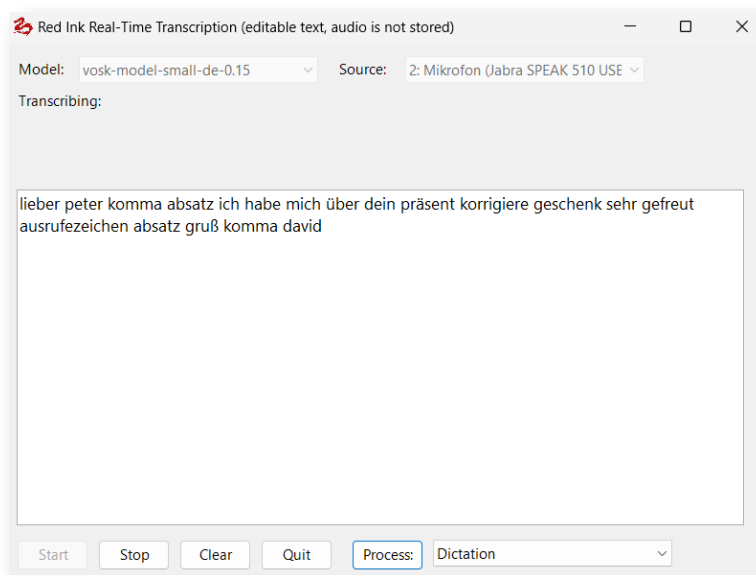 Red Ink Real-Time Transcription (editable text, audio is not stored)
Model: vosk-model-small-de-0.15 Source: 2: Mikrofon (Jabra SPEAK 510 USE
Transcribing:
lieber peter komma absatz ich habe mich über dein präsent korrigiere geschenk sehr gefreut
ausrufezeichen absatz gruß komma david
Start Stop Clear Quit Process: Dictation